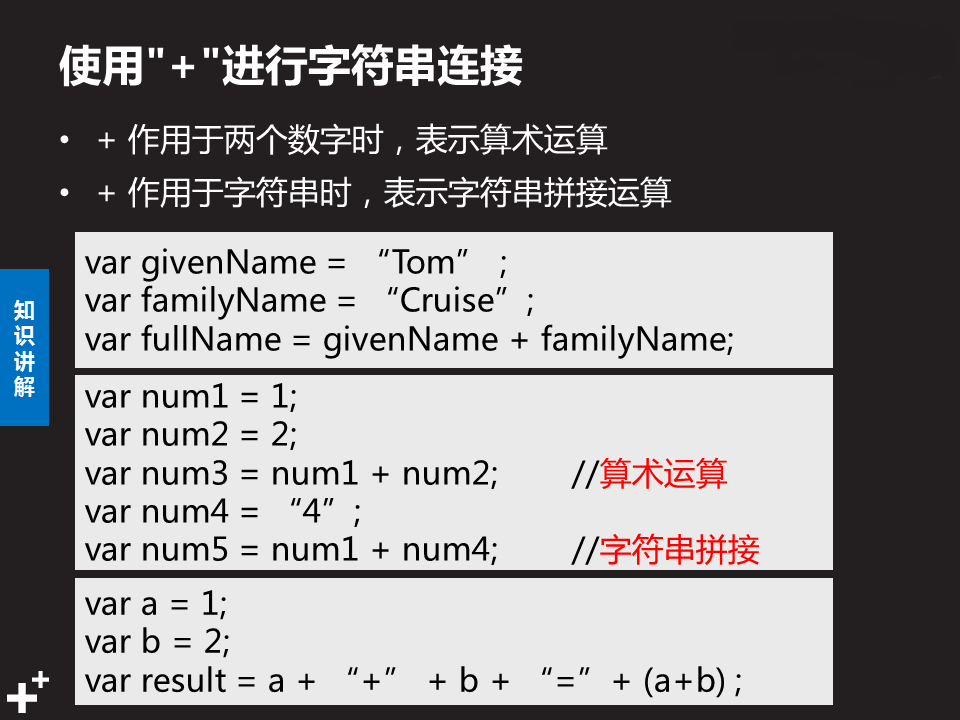 使用"+"进行字符串连接
• + 作用于两个数字时，表示算术运算
• + 作用于字符串时，表示字符串拼接运算
知识讲解
var givenName = “Tom” ;
var familyName = “Cruise” ;
var fullName = givenName + familyName;
var num1 = 1;
var num2 = 2;
var num3 = num1 + num2; //算术运算
var num4 = “4” ;
var num5 = num1 + num4; //字符串拼接
var a = 1;
var b = 2;
var result = a + “+” + b + “=” + (a+b) ;